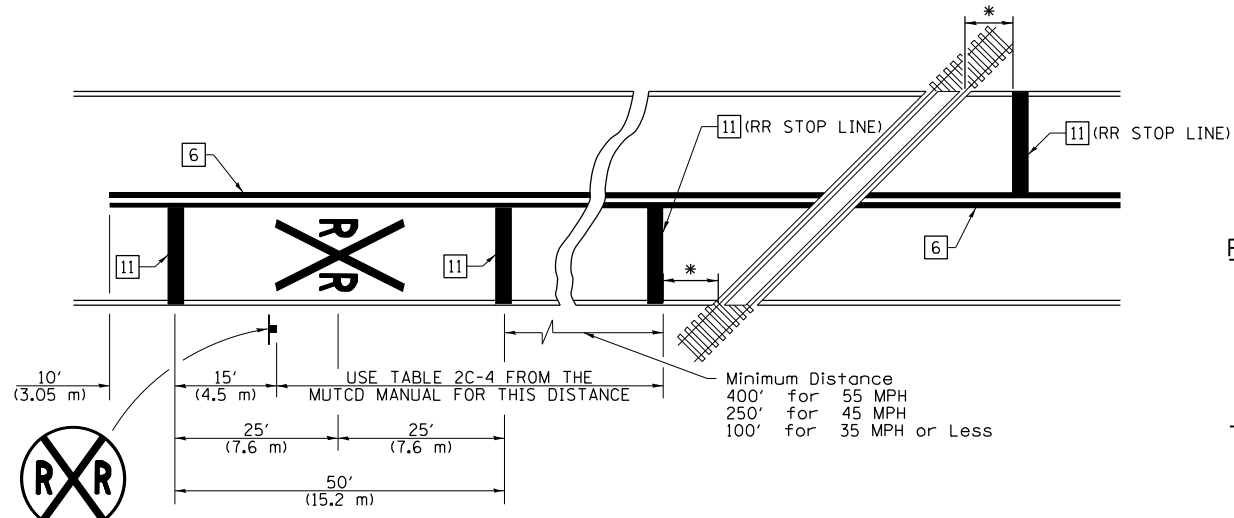 *
11 (RR STOP LINE)
11 (RR STOP LINE)
6
11
R R
11
*
6
10'
(3.05 m)
15'
(4.5 m)
USE TABLE 2C-4 FROM THE
MUTCD MANUAL FOR THIS DISTANCE
Minimum Distance
400' for 55 MPH
250' for 45 MPH
100' for 35 MPH or Less
25'
(7.6 m)
25'
(7.6 m)
50'
(15.2 m)
R R